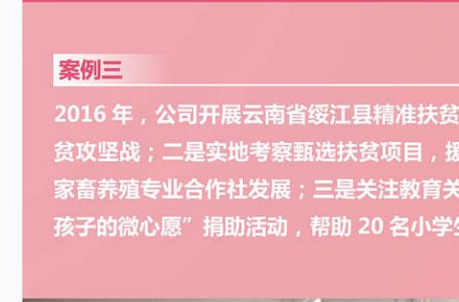 案例三
2016 年，公司开展云南省绥江县精准扶贫
贫攻坚战；二是实地考察甄选扶贫项目，援
家畜养殖专业合作社发展；三是关注教育关
孩子的微心愿”捐助活动，帮助 20 名小学生